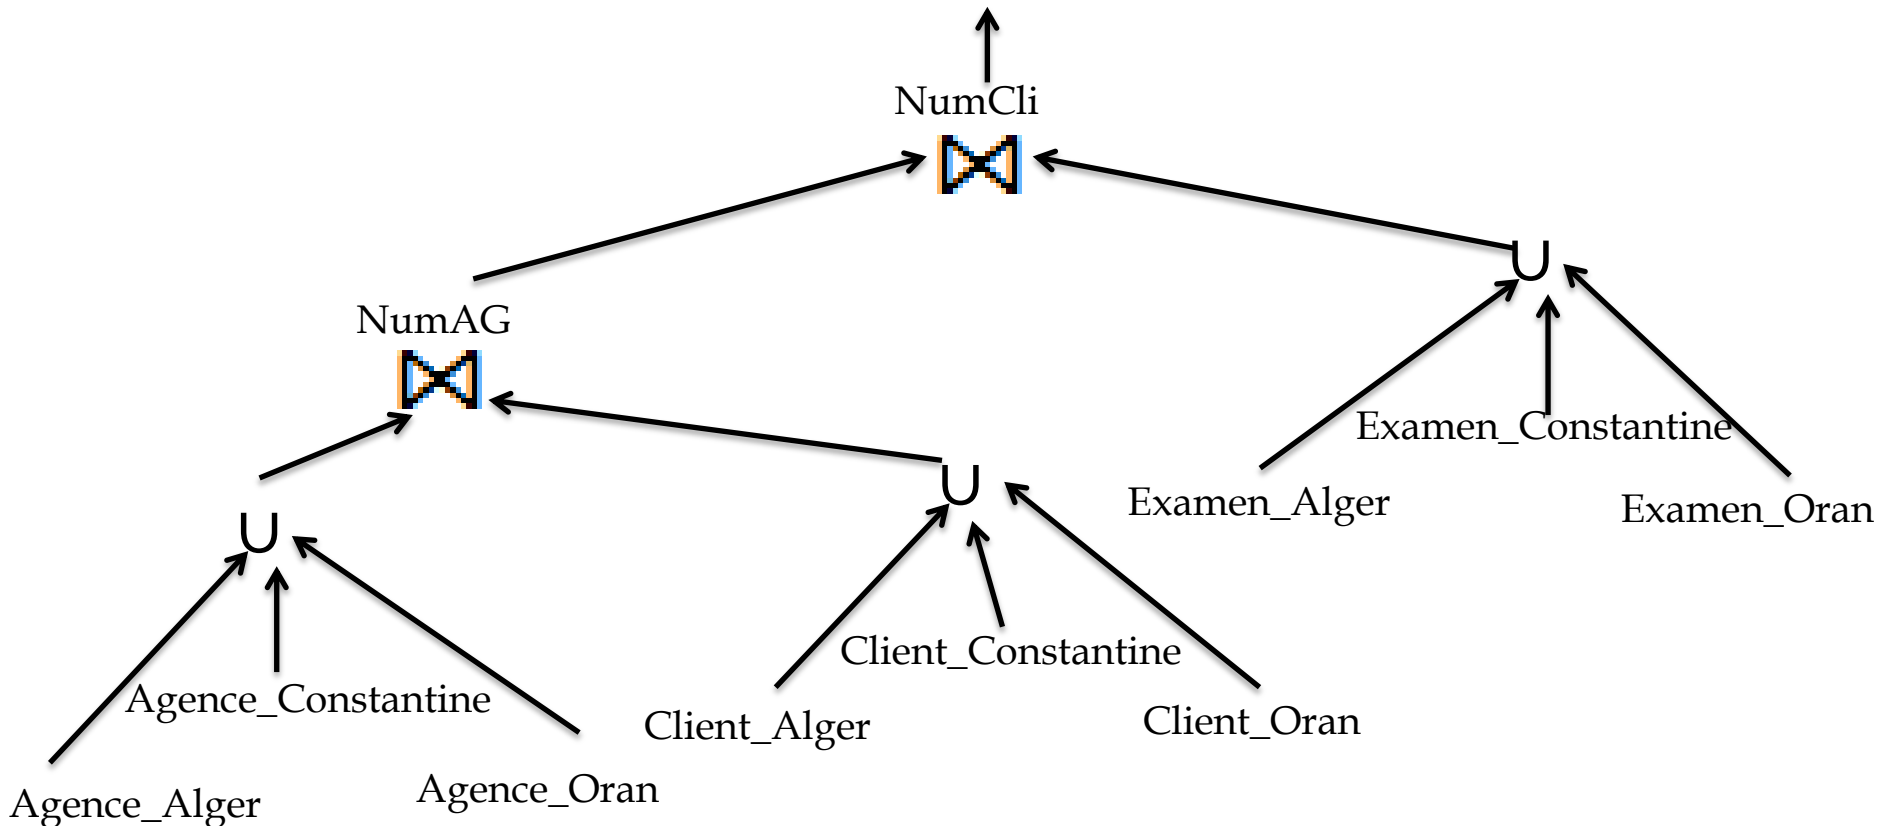 NumCli
⋈
∪
NumAG
⋈
Examen_Constantine
∪
Examen_Alger
Examen_Oran
∪
Client_Constantine
Agence_Constantine
Client_Alger
Client_Oran
Agence_Oran
Agence_Alger